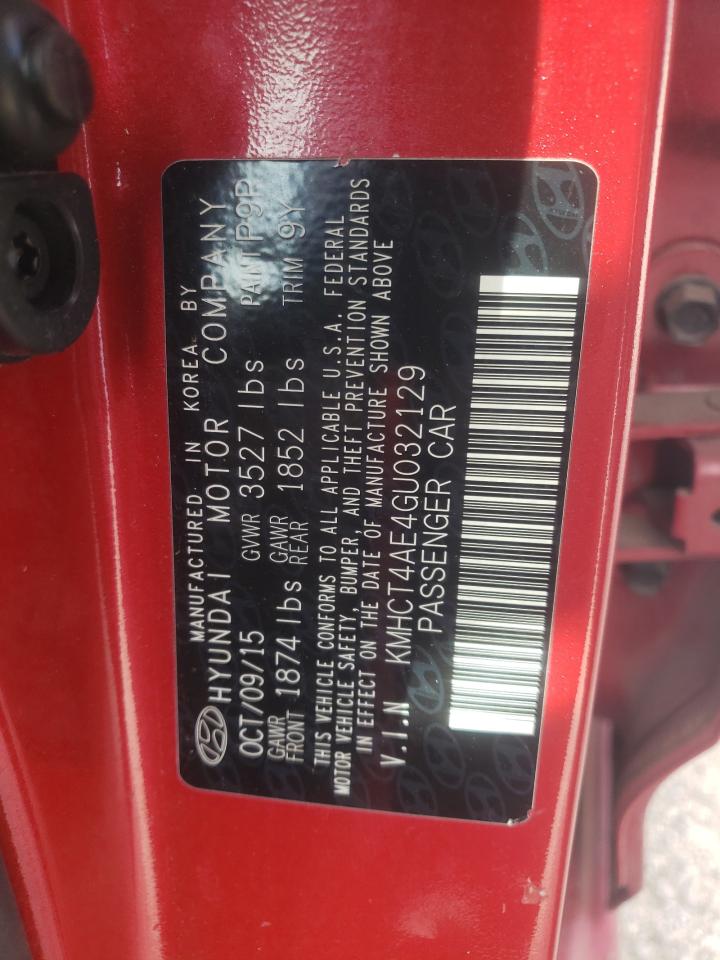 MANUFACTURED IN KOREA BY
HYUNDAI MOTOR COMPANY
OCT/09/15 GVWR 3527 lbs PAINT P9R
GAWR FRONT 1874 lbs GAWR REAR 1852 lbs TRIM 9Y
THIS VEHICLE CONFORMS TO ALL APPLICABLE U.S.A. FEDERAL
MOTOR VEHICLE SAFETY, BUMPER, AND THEFT PREVENTION STANDARDS
IN EFFECT ON THE DATE OF MANUFACTURE SHOWN ABOVE
V.I.N KMHCT4AE4GU032129
PASSENGER CAR